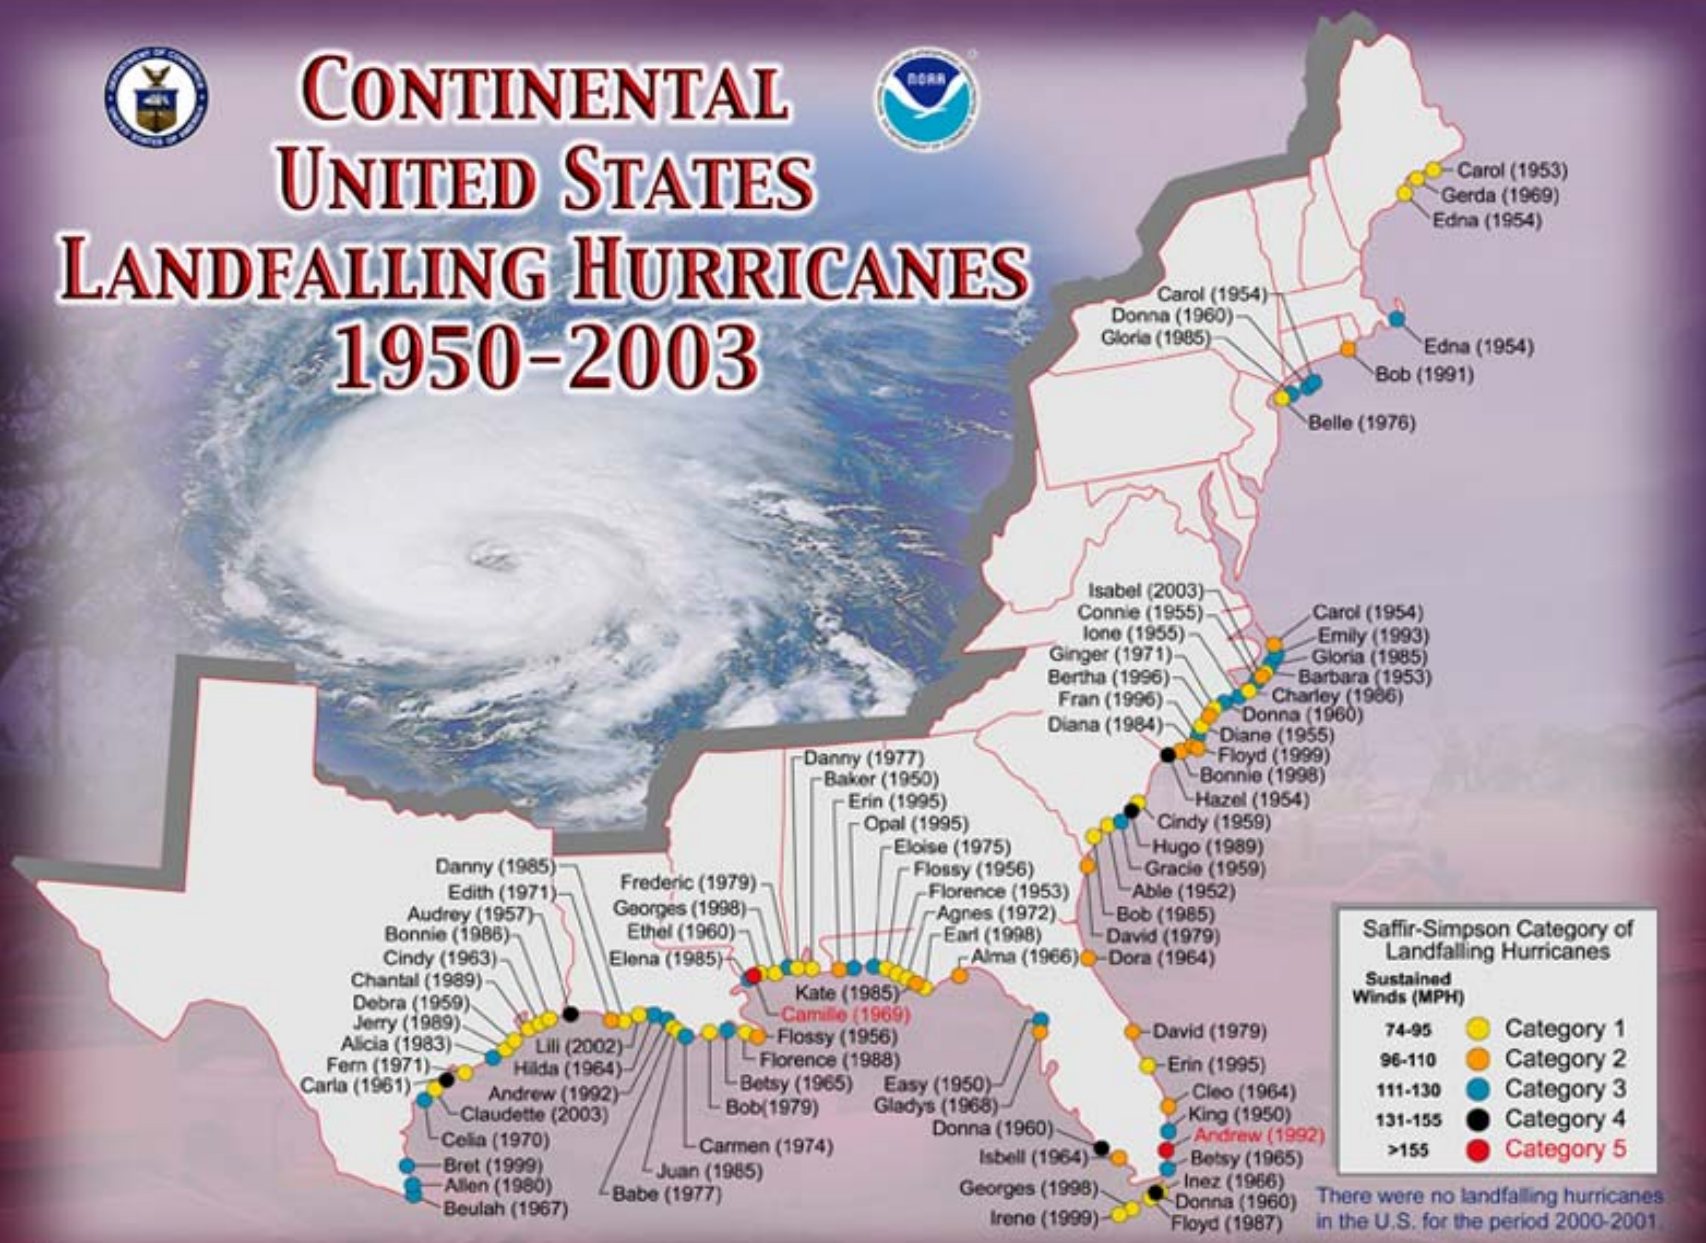 CONTINENTAL
UNITED STATES
LANDFALLING HURRICANES
1950-2003
NOAA
Carol (1953)
Gerda (1969)
Edna (1954)
Carol (1954)
Donna (1960)
Gloria (1985)
Edna (1954)
Bob (1991)
Belle (1976)
Isabel (2003)
Connie (1955)
Ione (1955)
Ginger (1971)
Bertha (1996)
Fran (1996)
Diana (1984)
Carol (1954)
Emily (1993)
Gloria (1985)
Barbara (1953)
Charley (1986)
Donna (1960)
Diane (1955)
Floyd (1999)
Bonnie (1998)
Hazel (1954)
Cindy (1959)
Hugo (1989)
Gracie (1959)
Able (1952)
Bob (1985)
David (1979)
Dora (1964)
Danny (1977)
Baker (1950)
Erin (1995)
Opal (1995)
Eloise (1975)
Flossy (1956)
Florence (1953)
Agnes (1972)
Earl (1998)
Alma (1966)
Kate (1985)
Camille (1969)
Frederic (1979)
Georges (1998)
Ethel (1960)
Elena (1985)
Danny (1985)
Edith (1971)
Audrey (1957)
Bonnie (1986)
Cindy (1963)
Chantal (1989)
Debra (1959)
Jerry (1989)
Alicia (1983)
Fern (1971)
Carla (1961)
Claudette (2003)
Celia (1970)
Bret (1999)
Allen (1980)
Beulah (1967)
Lili (2002)
Hilda (1964)
Andrew (1992)
Babe (1977)
Juan (1985)
Carmen (1974)
Bob(1979)
Betsy (1965)
Florence (1988)
Flossy (1956)
Easy (1950)
Gladys (1968)
Donna (1960)
Isbell (1964)
Georges (1998)
Irene (1999)
David (1979)
Erin (1995)
Cleo (1964)
King (1950)
Andrew (1992)
Betsy (1965)
Inez (1966)
Donna (1960)
Floyd (1987)
Saffir-Simpson Category of
Landfalling Hurricanes
Sustained
Winds (MPH)
74-95 Category 1
96-110 Category 2
111-130 Category 3
131-155 Category 4
>155 Category 5
There were no landfalling hurricanes
in the U.S. for the period 2000-2001.